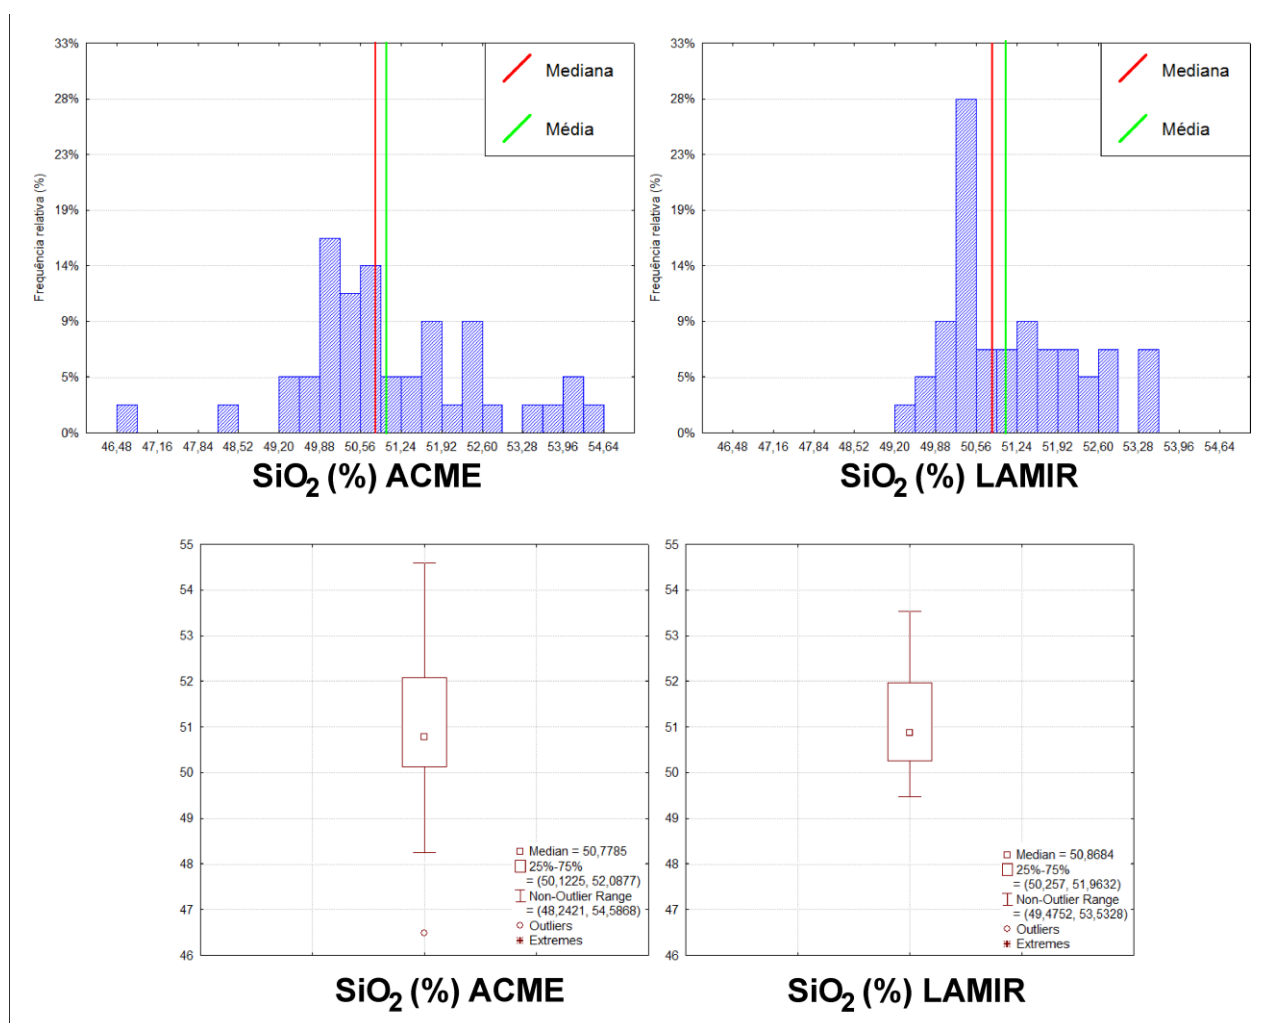 33%
28%
23%
19%
14%
9%
5%
0%
Frequência relativa (%)
Mediana
Média
46,48 47,16 47,84 48,52 49,20 49,88 50,56 51,24 51,92 52,60 53,28 53,96 54,64
SiO2 (%) ACME
33%
28%
23%
19%
14%
9%
5%
0%
Frequência relativa (%)
Mediana
Média
46,48 47,16 47,84 48,52 49,20 49,88 50,56 51,24 51,92 52,60 53,28 53,96 54,64
SiO2 (%) LAMIR
55
54
53
52
51
50
49
48
47
46
Median = 50,7785
25%-75%
= (50,1225, 52,0877)
Non-Outlier Range
= (48,2421, 54,5868)
Outliers
Extremes
SiO2 (%) ACME
55
54
53
52
51
50
49
48
47
46
Median = 50,8684
25%-75%
= (50,257, 51,9632)
Non-Outlier Range
= (49,4752, 53,5328)
Outliers
Extremes
SiO2 (%) LAMIR